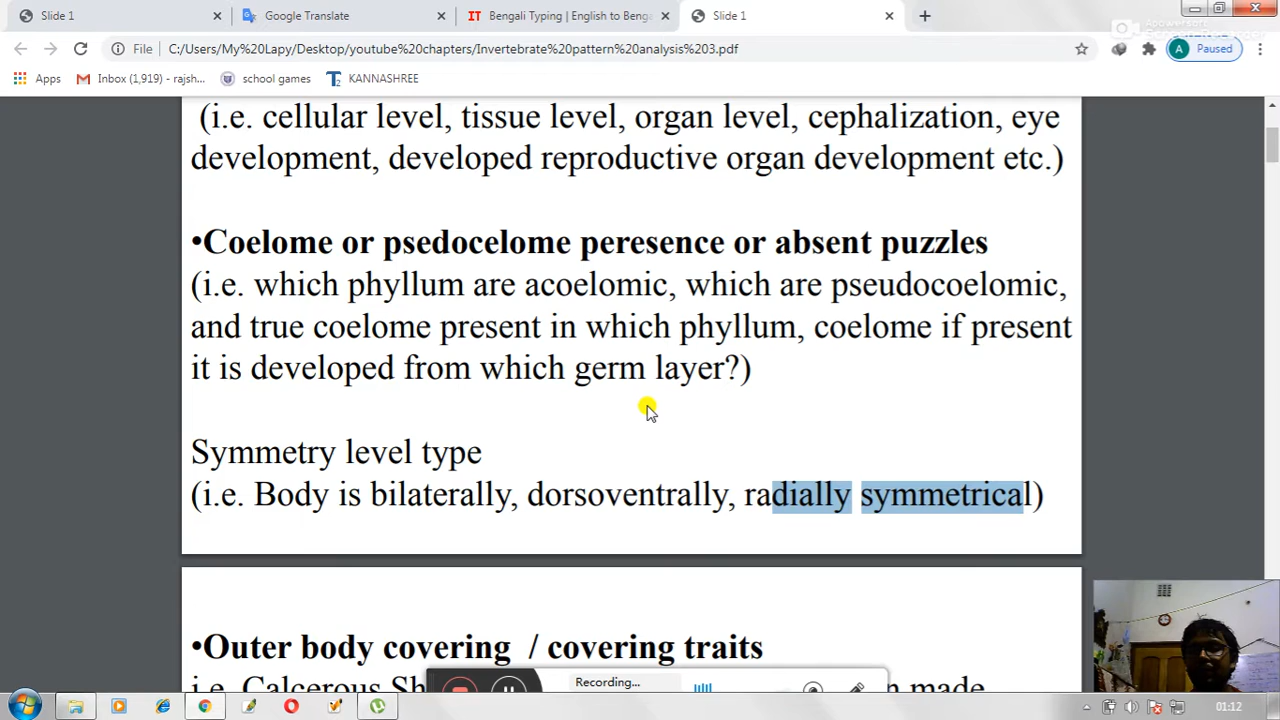 Slide 1
Google Translate
Bengali Typing | English to Beng
Slide 1
File
C:/Users/My%20Lapy/Desktop/youtube%20chapter/Invertebrate%20pattern%20analysis%203.pdf
A Paused
Apps
Inbox (1,919) - rajsh...
school games
KANNASHREE
(i.e. cellular level, tissue level, organ level, cephalization, eye
development, developed reproductive organ development etc.)
•Coelome or psedocelome peresence or absent puzzles
(i.e. which phyllum are acoelomic, which are pseudocoelomic,
and true coelome present in which phyllum, coelome if present
it is developed from which germ layer?)
Symmetry level type
(i.e. Body is bilaterally, dorsoventrally, radially symmetrical)
•Outer body covering / covering traits
i.e. Calcerous Sh
n made
Recording...
01:12